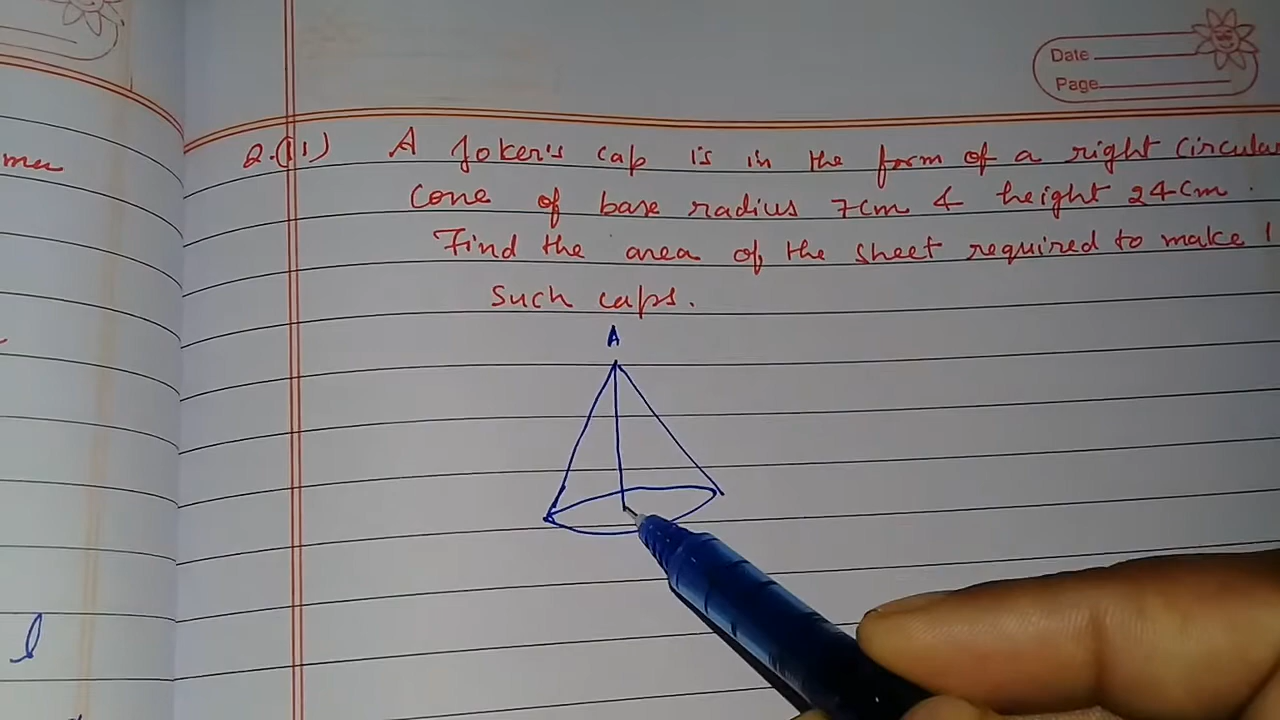 Date
Page
Q.(11) A Joker's cap is in the form of a right circular
cone of base radius 7cm & height 24cm.
Find the area of the sheet required to make 1
such caps.
A
l